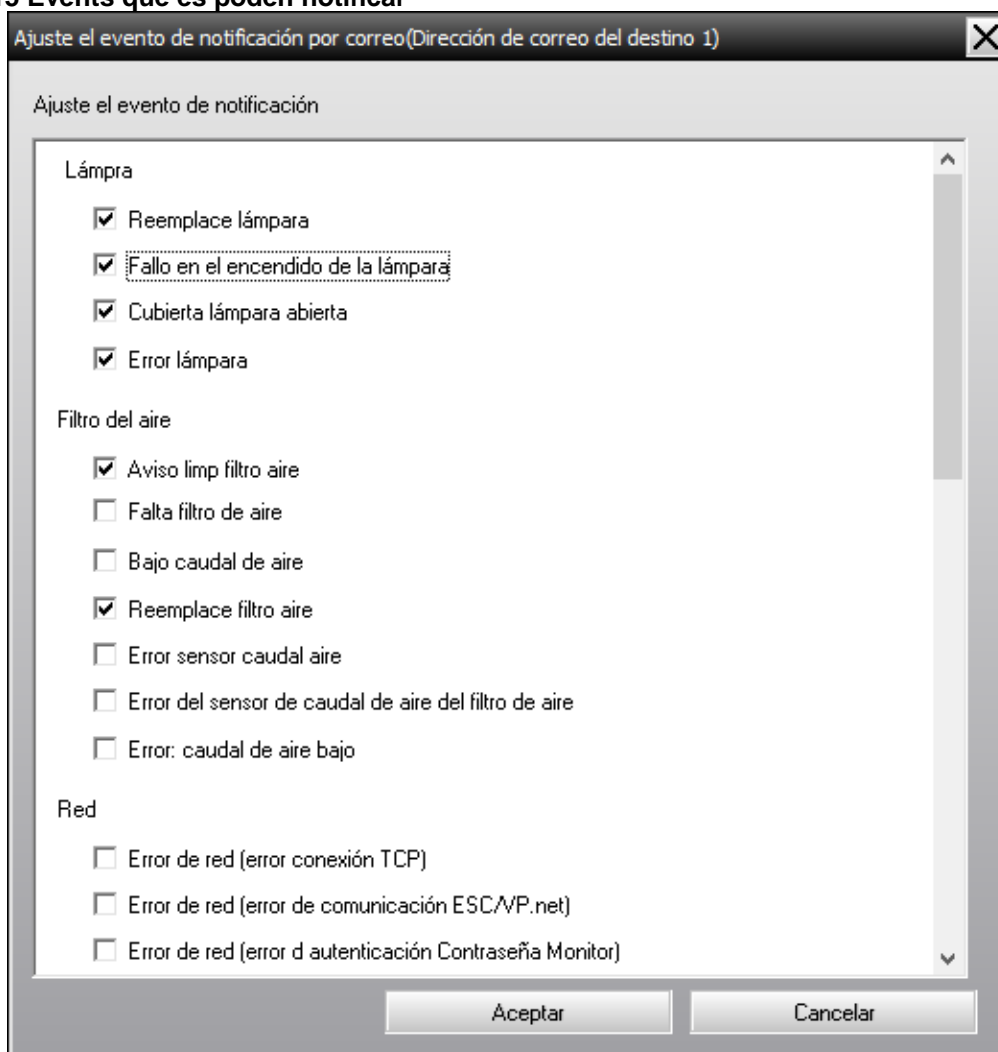 Events que es poden notificar
Ajuste el evento de notificación por correo(Dirección de correo del destino 1)
Ajuste el evento de notificación
Lámpra
Reemplace lámpara
Fallo en el encendido de la lámpara
Cubierta lámpara abierta
Error lámpara
Filtro del aire
Aviso limp filtro aire
Falta filtro de aire
Bajo caudal de aire
Reemplace filtro aire
Error sensor caudal aire
Error del sensor de caudal de aire del filtro de aire
Error: caudal de aire bajo
Red
Error de red (error conexión TCP)
Error de red (error de comunicación ESC/VP.net)
Error de red (error d autenticación Contraseña Monitor)
Aceptar
Cancelar